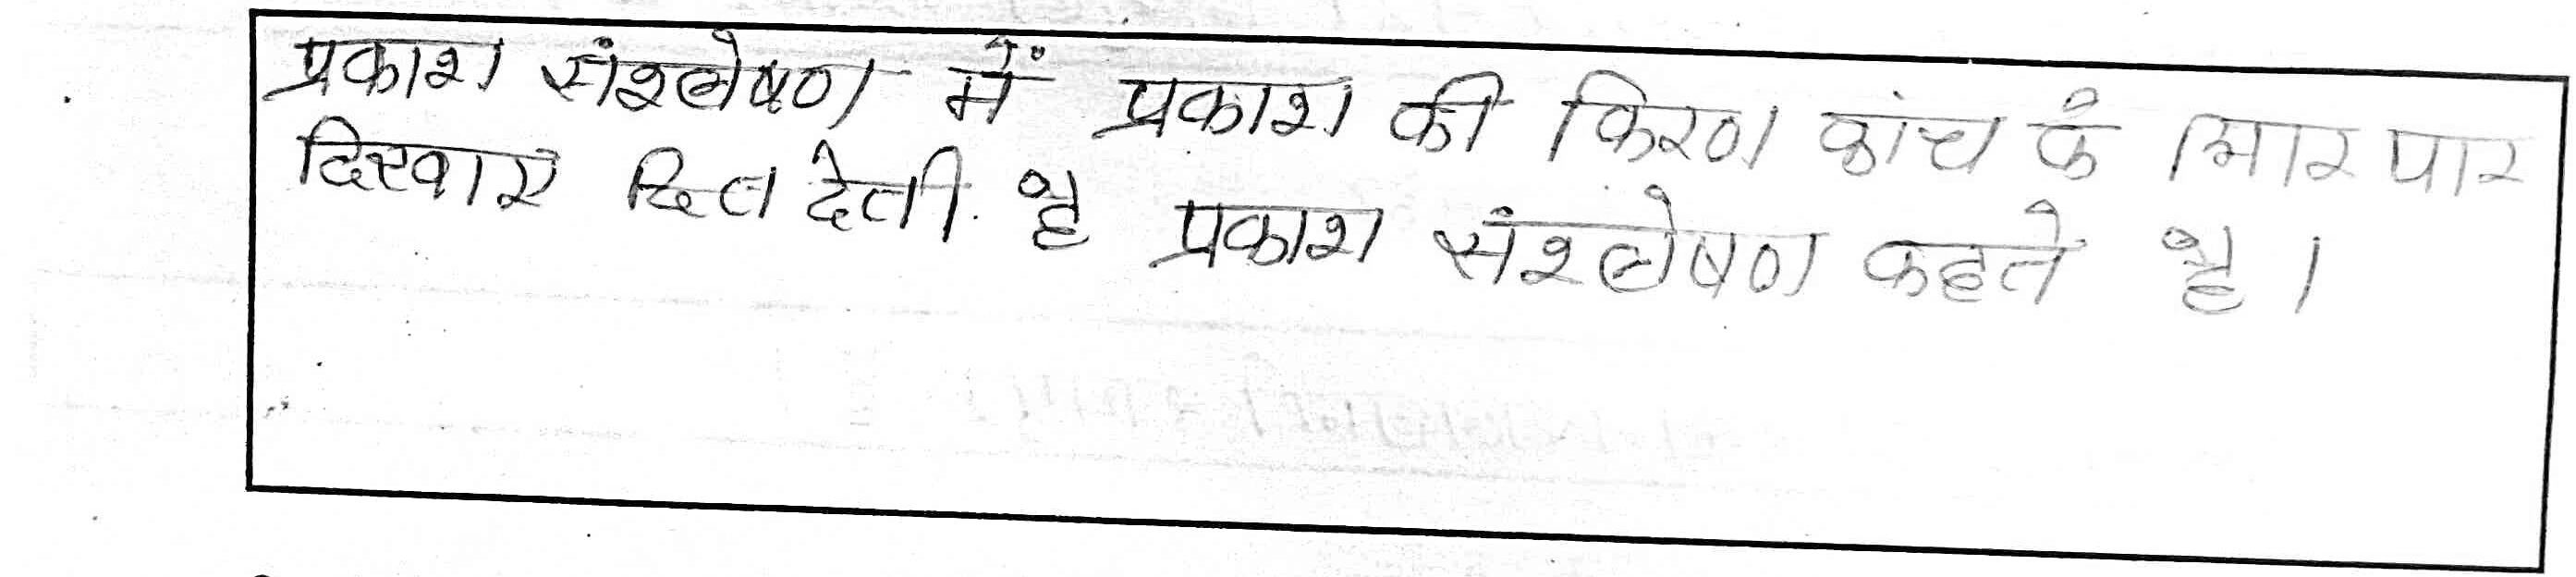 प्रकाश संश्लेषण में प्रकाश की किरण कांच के आर पार
दिखाए देती है प्रकाश संश्लेषण कहते है।